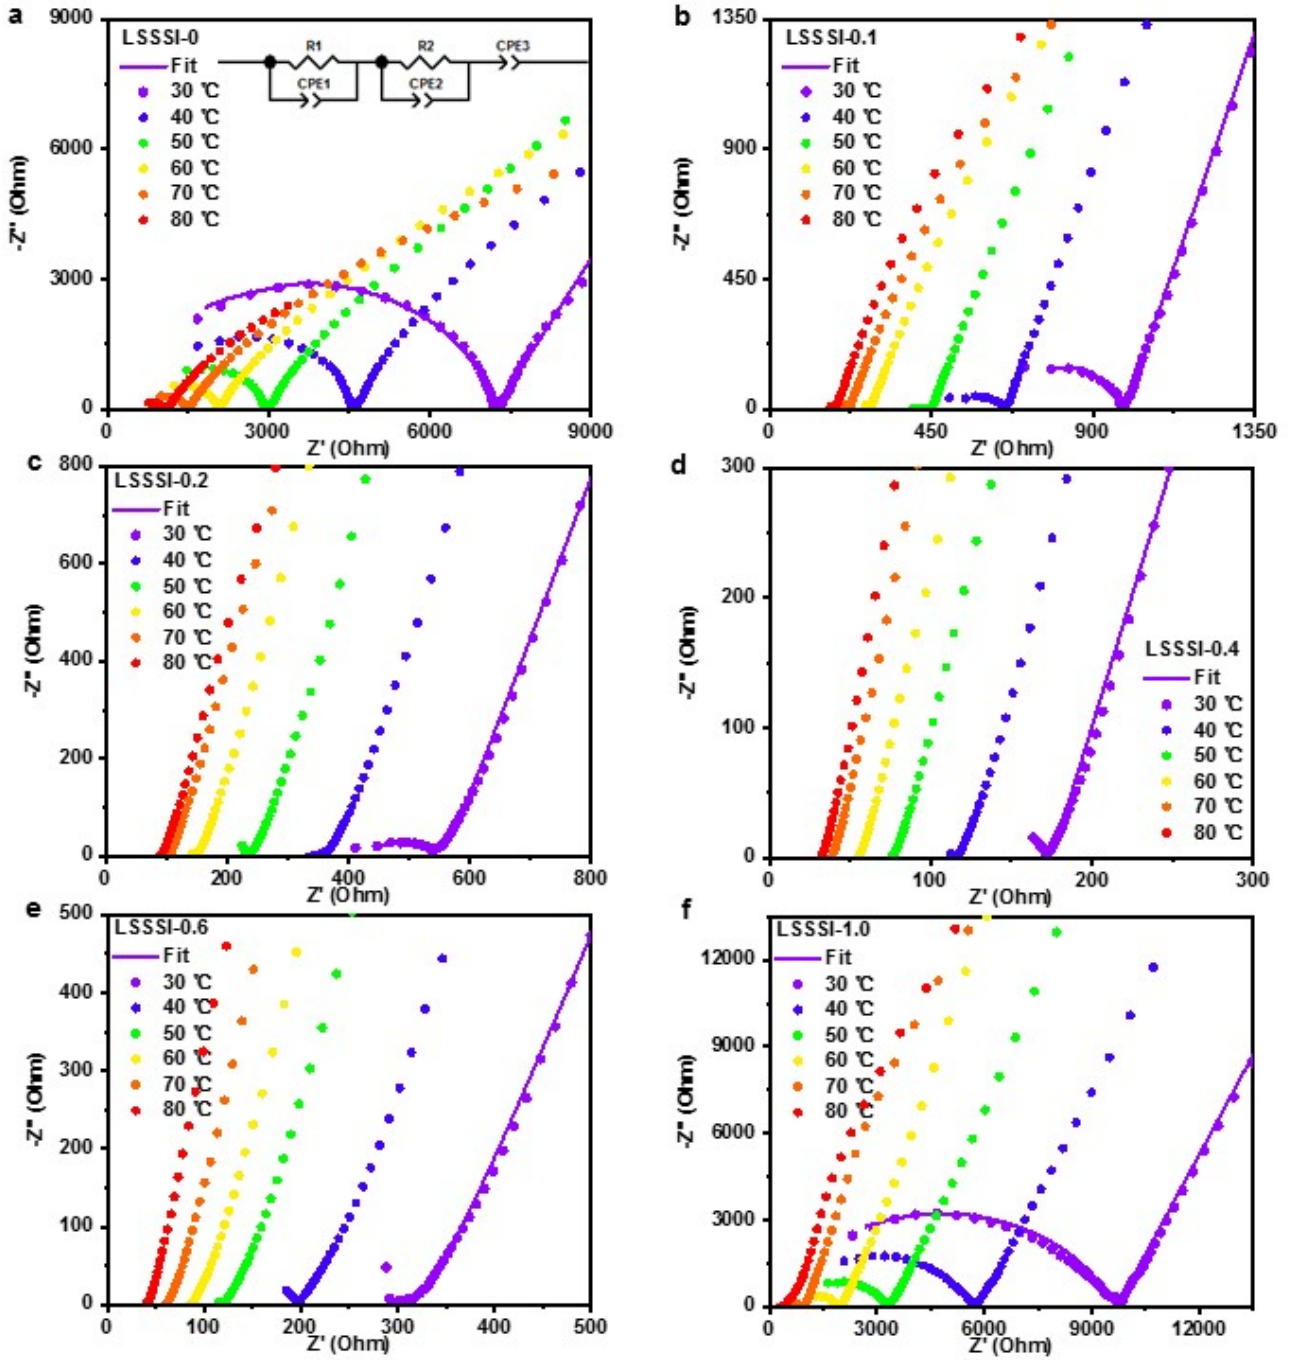 a
9000
6000
3000
0
-Z'' (Ohm)
LSSSI-0
Fit
30 ℃
40 ℃
50 ℃
60 ℃
70 ℃
80 ℃
R1
CPE1
R2
CPE2
CPE3
0 3000 6000 9000
Z' (Ohm)
b
1350
900
450
0
-Z'' (Ohm)
LSSSI-0.1
Fit
30 ℃
40 ℃
50 ℃
60 ℃
70 ℃
80 ℃
0 450 900 1350
Z' (Ohm)
c
800
600
400
200
0
-Z'' (Ohm)
LSSSI-0.2
Fit
30 ℃
40 ℃
50 ℃
60 ℃
70 ℃
80 ℃
0 200 400 600 800
Z' (Ohm)
d
300
200
100
0
-Z'' (Ohm)
LSSSI-0.4
Fit
30 ℃
40 ℃
50 ℃
60 ℃
70 ℃
80 ℃
0 100 200 300
Z' (Ohm)
e
500
400
300
200
100
0
-Z'' (Ohm)
LSSSI-0.6
Fit
30 ℃
40 ℃
50 ℃
60 ℃
70 ℃
80 ℃
0 100 200 300 400 500
Z' (Ohm)
f
12000
9000
6000
3000
0
-Z'' (Ohm)
LSSSI-1.0
Fit
30 ℃
40 ℃
50 ℃
60 ℃
70 ℃
80 ℃
0 3000 6000 9000 12000
Z' (Ohm)